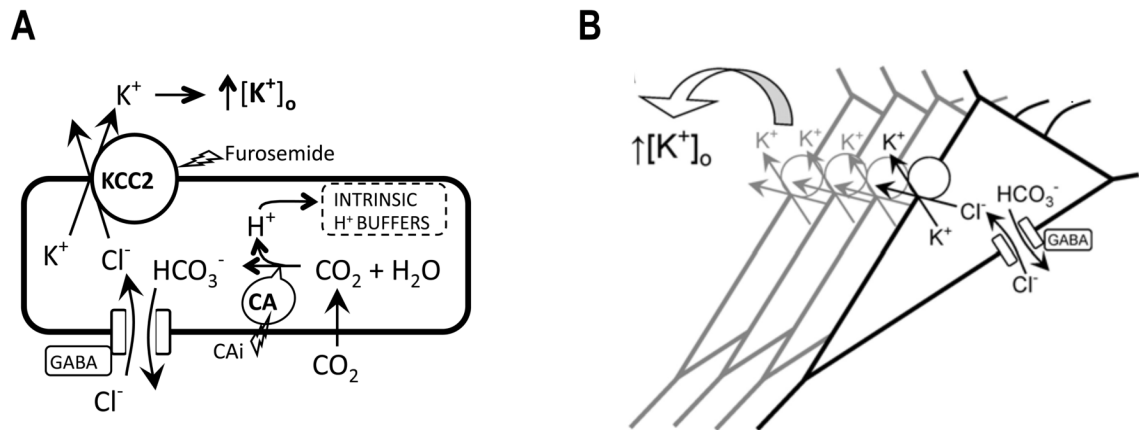 A
K⁺ → ↑[K⁺]ₒ
KCC2
Furosemide
INTRINSIC
H⁺ BUFFERS
H⁺
K⁺
Cl⁻
HCO₃⁻
CO₂ + H₂O
CA
CAi
GABA
CO₂
Cl⁻
B
↑[K⁺]ₒ
K⁺
K⁺
K⁺
K⁺
HCO₃⁻
Cl⁻
K⁺
GABA
Cl⁻